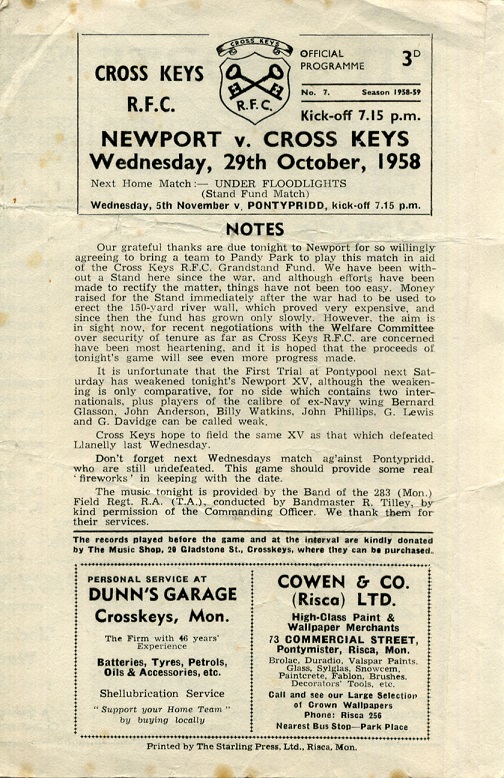 CROSS KEYS
R.F.C.
CROSS KEYS
R.F.C.
OFFICIAL
PROGRAMME
3D
No. 7.
Season 1958-59
Kick-off 7.15 p.m.
NEWPORT v. CROSS KEYS
Wednesday, 29th October, 1958
Next Home Match:— UNDER FLOODLIGHTS
(Stand Fund Match)
Wednesday, 5th November v. PONTYPRIDD, kick-off 7.15 p.m.
NOTES
Our grateful thanks are due tonight to Newport for so willingly
agreeing to bring a team to Pandy Park to play this match in aid
of the Cross Keys R.F.C. Grandstand Fund. We have been with-
out a Stand here since the war, and although efforts have been
made to rectify the matter, things have not been too easy. Money
raised for the Stand immediately after the war had to be used to
erect the 150-yard river wall, which proved very expensive, and
since then the fund has grown only slowly. However, the aim is
in sight now, for recent negotiations with the Welfare Committee
over security of tenure as far as Cross Keys R.F.C. are concerned
have been most heartening, and it is hoped that the proceeds of
tonight's game will see even more progress made.
It is unfortunate that the First Trial at Pontypool next Sat-
urday has weakened tonight's Newport XV, although the weaken-
ing is only comparative, for no side which contains two inter-
nationals, plus players of the calibre of ex-Navy wing Bernard
Glasson, John Anderson, Billy Watkins, John Phillips, G. Lewis
and G. Davidge can be called weak.
Cross Keys hope to field the same XV as that which defeated
Llanelly last Wednesday.
Don't forget next Wednesdays match ag'ainst Pontypridd.
who are still undefeated. This game should provide some real
'fireworks' in keeping with the date.
The music tonight is provided by the Band of the 283 (Mon.)
Field Regt. R.A. (T.A.), conducted by Bandmaster R. Tilley, by
kind permission of the Commanding Officer. We thank them for
their services.
The records played before the game and at the interval are kindly donated
by The Music Shop, 20 Gladstone St., Crosskeys, where they can be purchased.
PERSONAL SERVICE AT
DUNN'S GARAGE
Crosskeys, Mon.
The Firm with 46 years'
Experience
Batteries, Tyres, Petrols,
Oils & Accessories, etc.
Shellubrication Service
"Support your Home Team"
by buying locally
COWEN & CO.
(Risca) LTD.
High-Class Paint &
Wallpaper Merchants
73 COMMERCIAL STREET,
Pontymister, Risca, Mon.
Brolac, Duradio, Valspar Paints,
Glass, Sylglas, Snowcem,
Paintcrete, Fablon, Brushes,
Decorators' Tools, etc.
Call and see our Large Selection
of Crown Wallpapers
Phone: Risca 256
Nearest Bus Stop—Park Place
Printed by The Starling Press, Ltd., Risca, Mon.